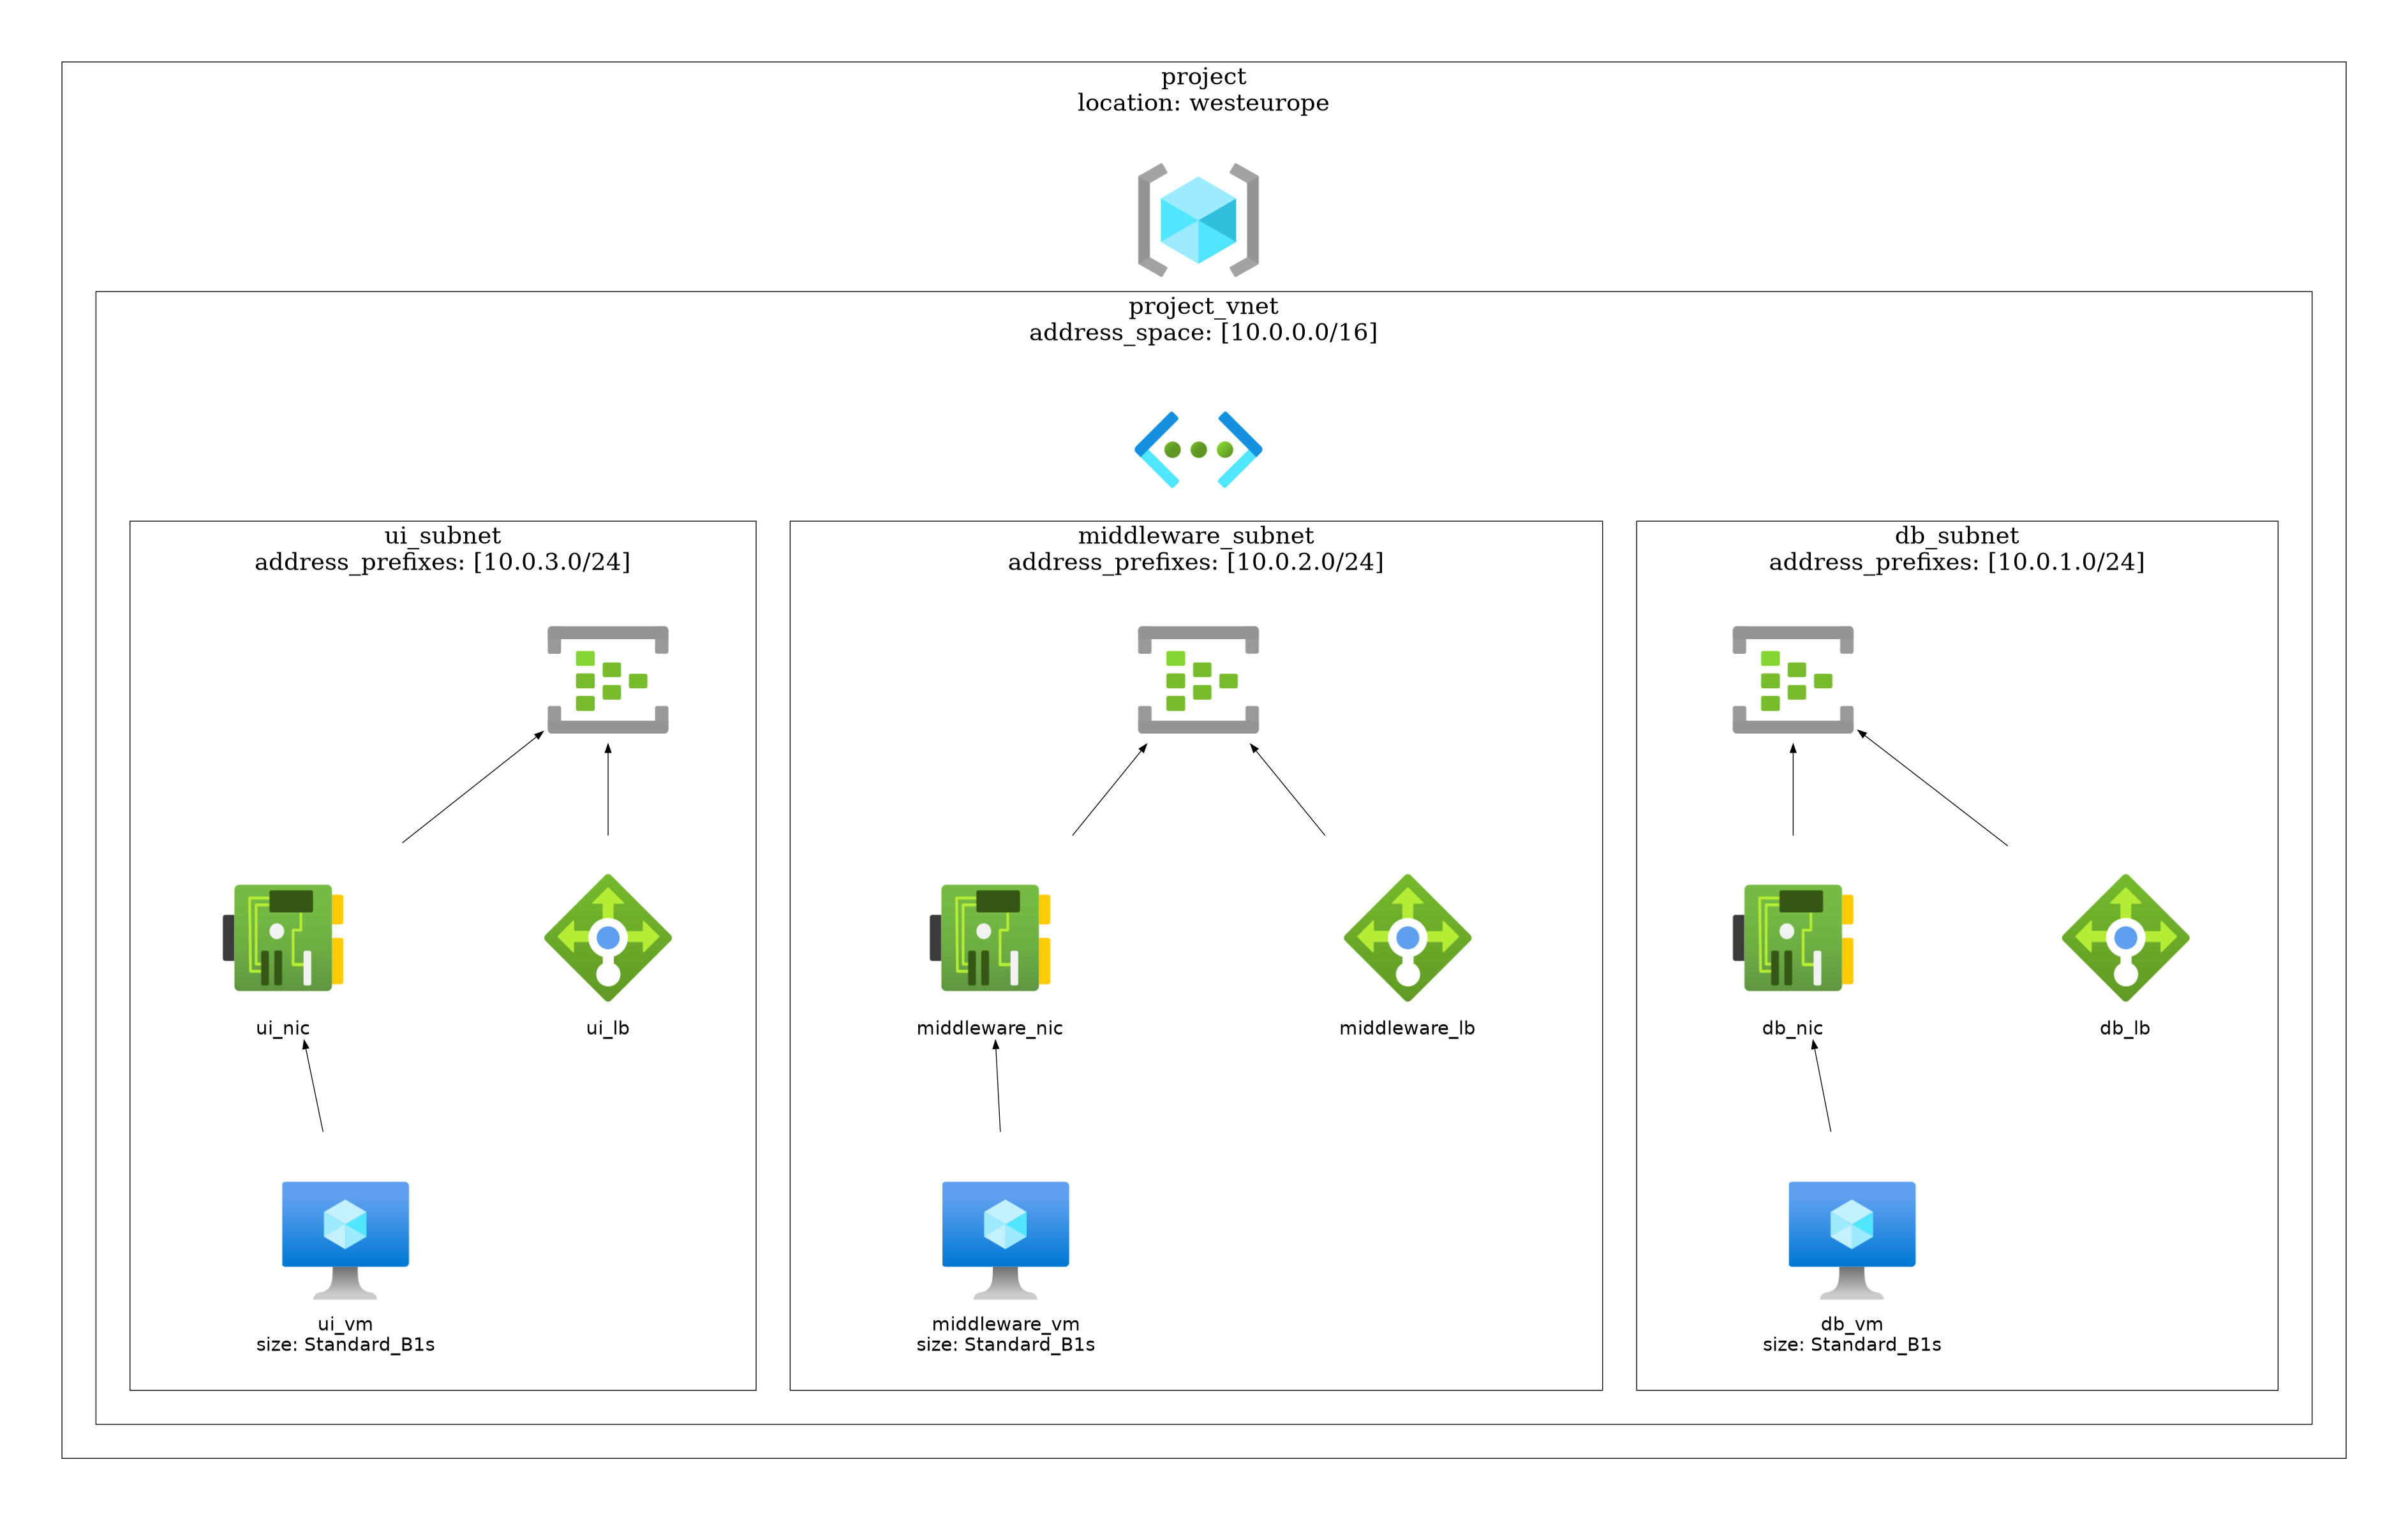 project
location: westeurope
project_vnet
address_space: [10.0.0.0/16]
ui_subnet
address_prefixes: [10.0.3.0/24]
middleware_subnet
address_prefixes: [10.0.2.0/24]
db_subnet
address_prefixes: [10.0.1.0/24]
ui_nic
ui_lb
middleware_nic
middleware_lb
db_nic
db_lb
ui_vm
size: Standard_B1s
middleware_vm
size: Standard_B1s
db_vm
size: Standard_B1s